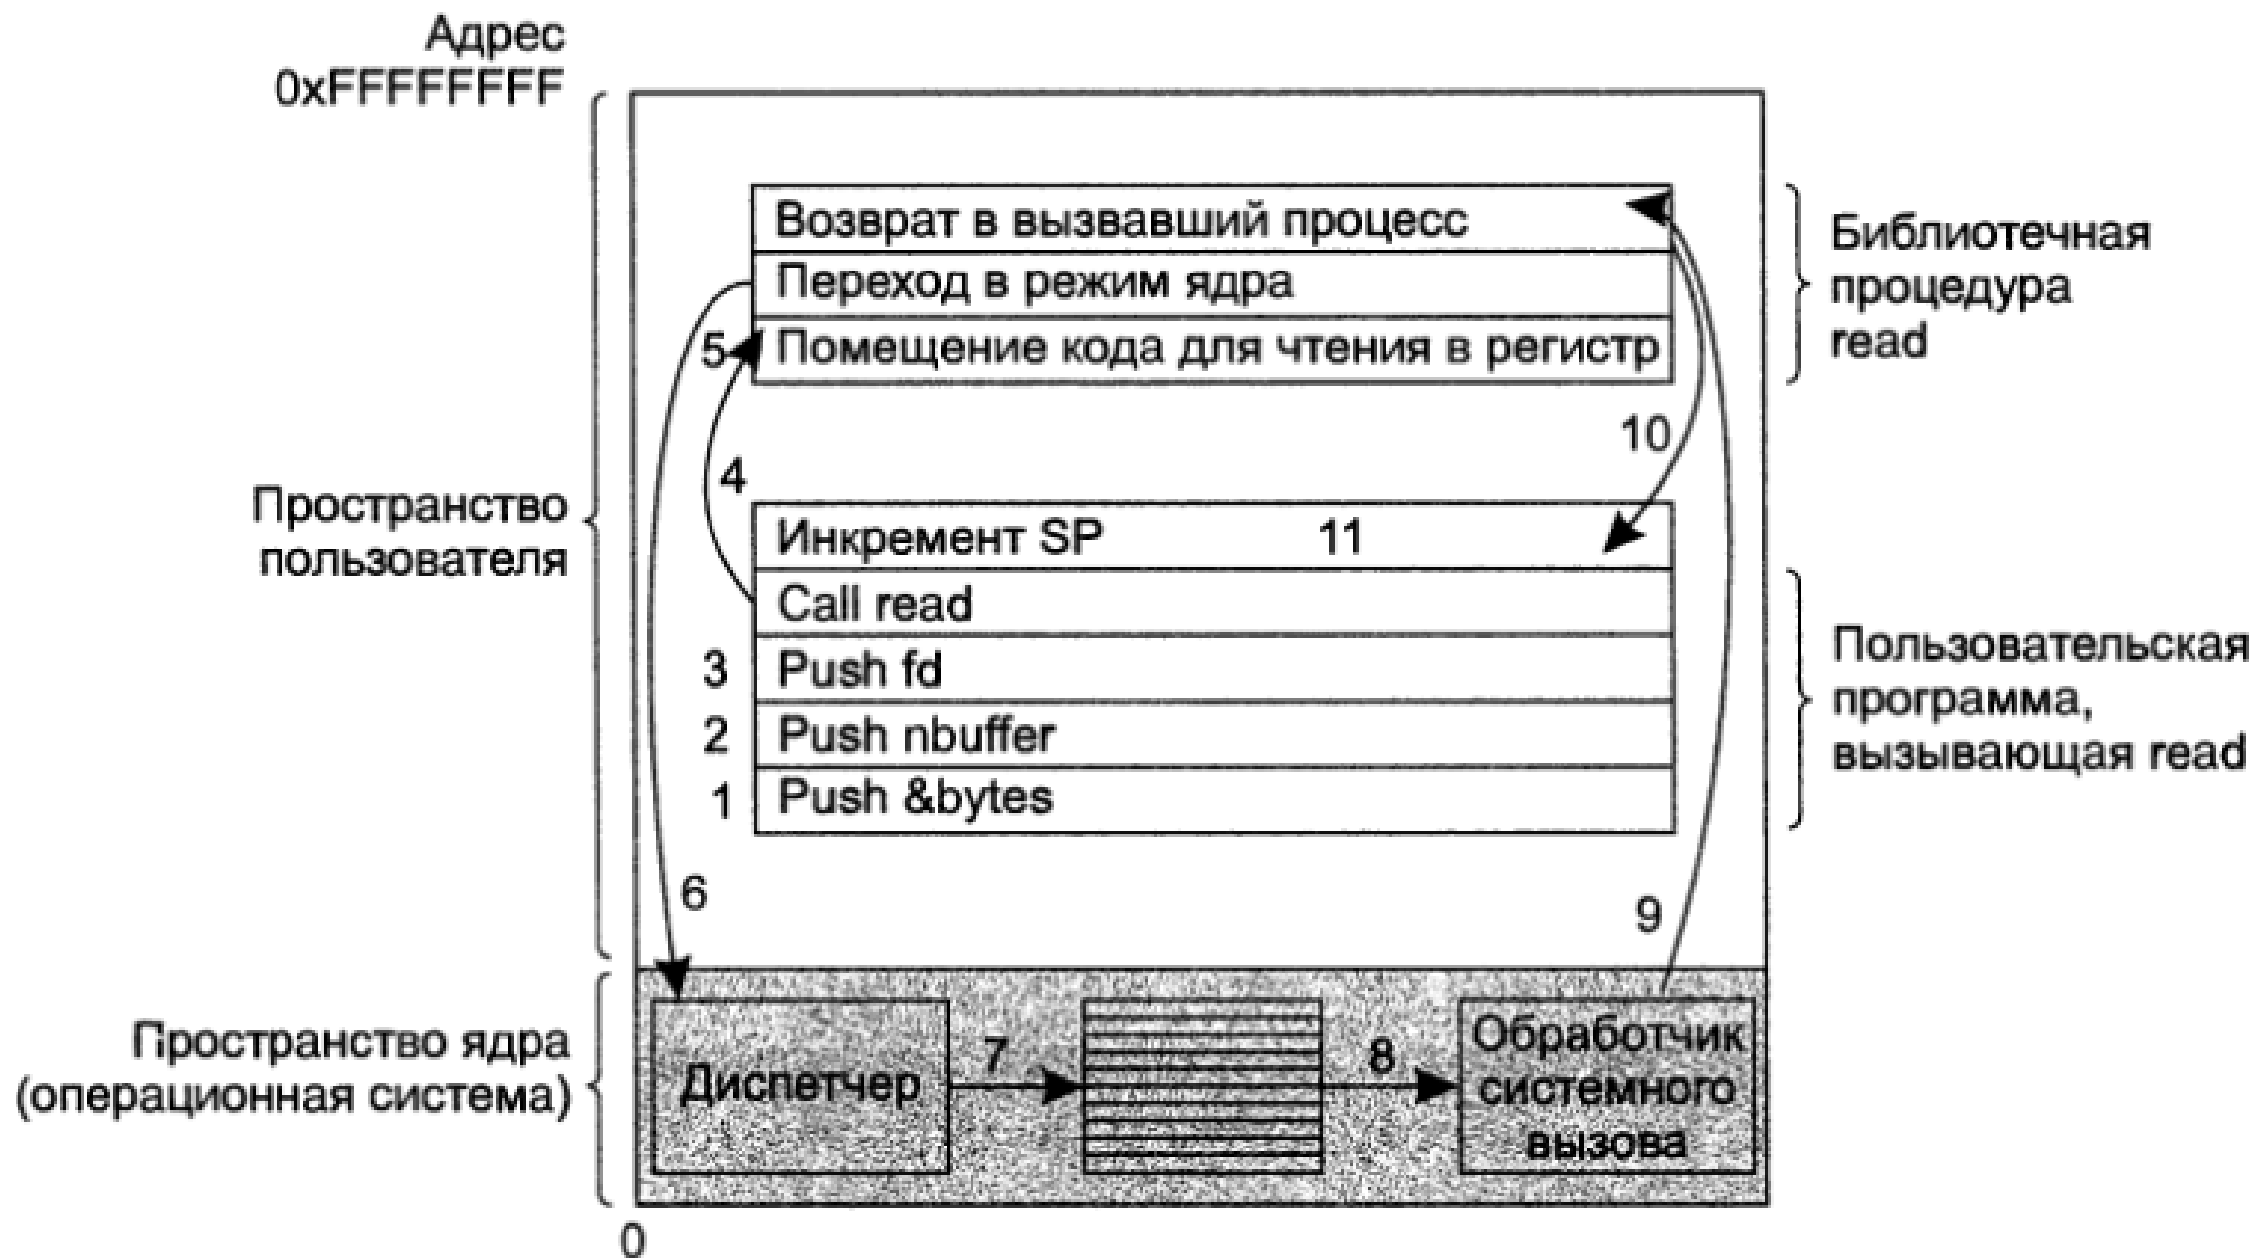 Адрес
0xFFFFFFFF
Возврат в вызвавший процесс
Переход в режим ядра
5 Помещение кода для чтения в регистр
Библиотечная
процедура
read
10
4
Пространство
пользователя
Инкремент SP 11
Call read
3 Push fd
2 Push nbuffer
1 Push &bytes
Пользовательская
программа,
вызывающая read
6
9
Пространство ядра
(операционная система)
Диспетчер
7
8
Обработчик
системного
вызова
0